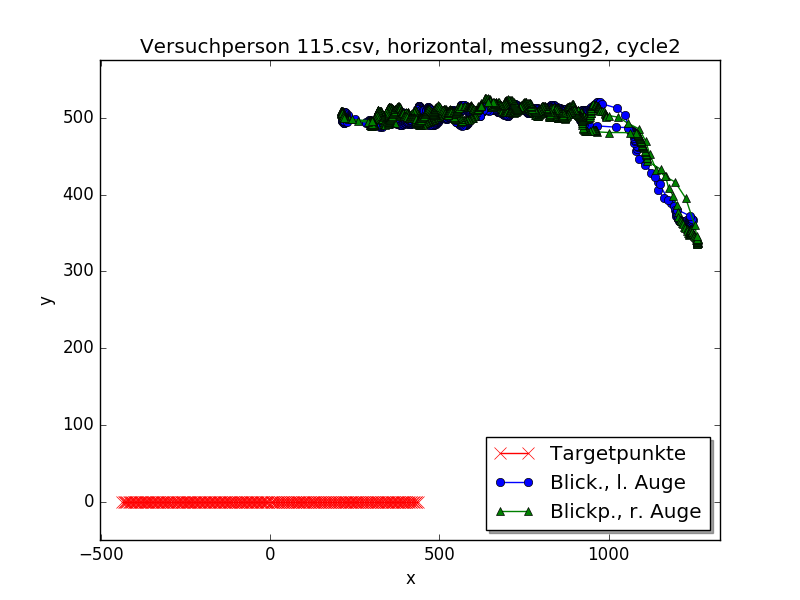 Versuchperson 115.csv, horizontal, messung2, cycle2
500
400
300
200
100
0
y
−500
0
500
1000
x
Targetpunkte
Blick., l. Auge
Blickp., r. Auge